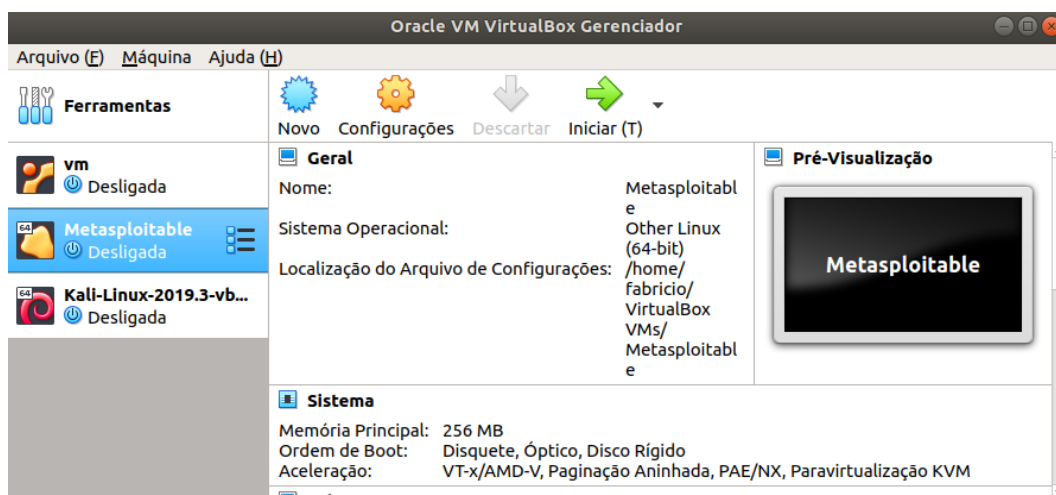 Oracle VM VirtualBox Gerenciador
Arquivo (F) Máquina Ajuda (H)
Ferramentas
Novo Configurações Descartar Iniciar (T)
vm
Desligada
64
Metasploitable
Desligada
64
Kali-Linux-2019.3-vb...
Desligada
Geral
Nome: Metasploitabl
e
Sistema Operacional: Other Linux
(64-bit)
Localização do Arquivo de Configurações: /home/
fabricio/
VirtualBox
VMs/
Metasploitabl
e
Pré-Visualização
Metasploitable
Sistema
Memória Principal: 256 MB
Ordem de Boot: Disquete, Óptico, Disco Rígido
Aceleração: VT-x/AMD-V, Paginação Aninhada, PAE/NX, Paravirtualização KVM